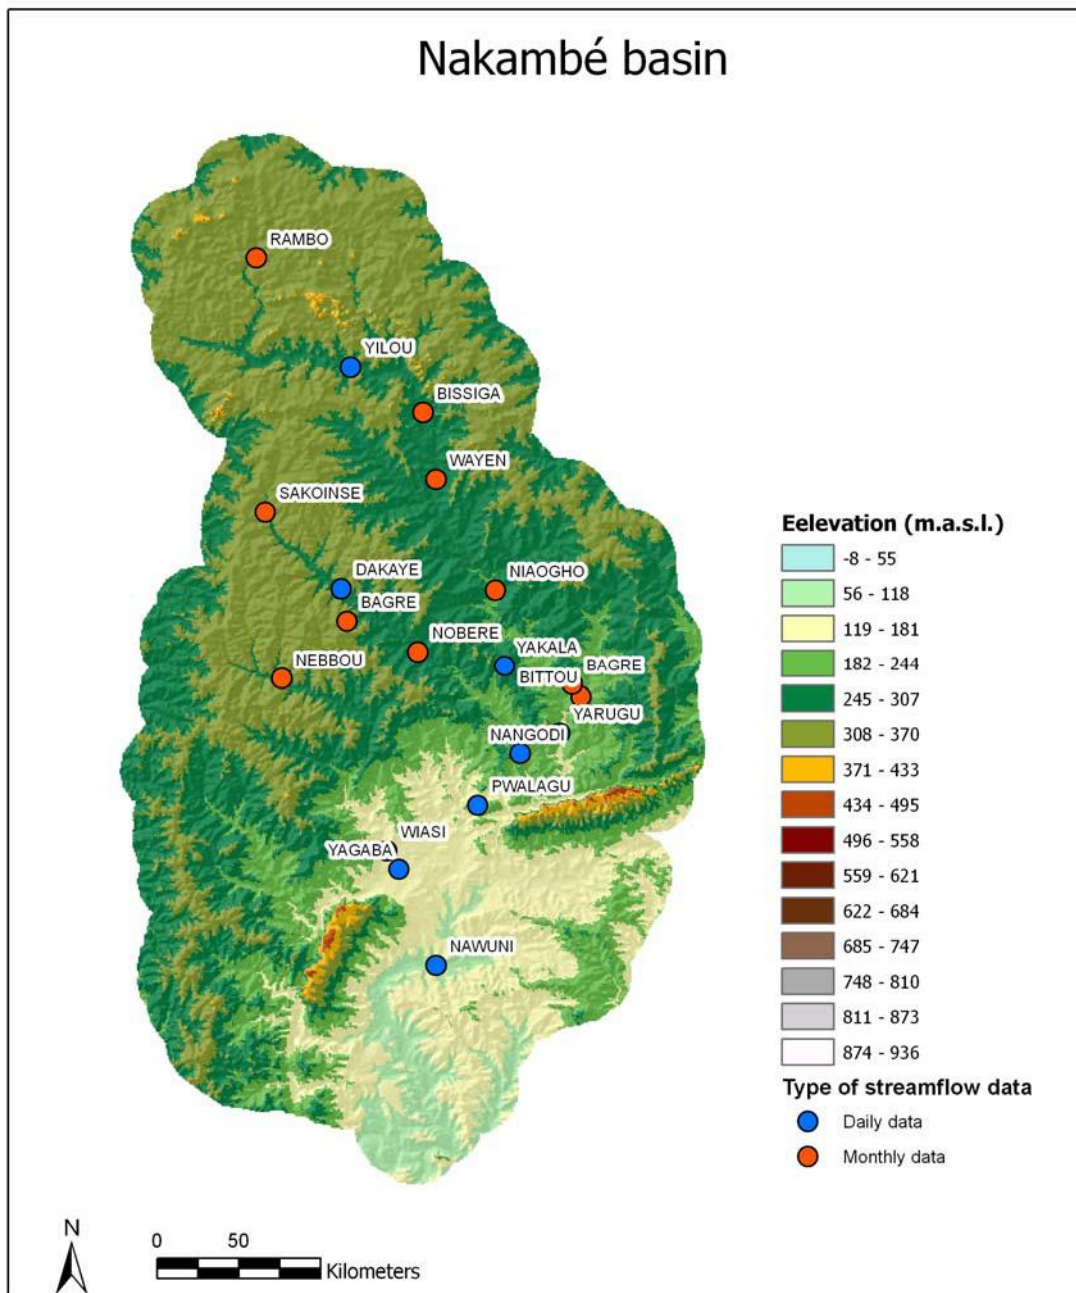 Nakambé basin
RAMBO
YILOU
BISSIGA
WAYEN
SAKOINSE
DAKAYE
NIAOGHO
BAGRE
NOBERE
YAKALA
BAGRE
NEBBOU
BITTOU
YARUGU
NANGODI
PWALAGU
WIASI
YAGABA
NAWUNI
Eelevation (m.a.s.l.)
-8 - 55
56 - 118
119 - 181
182 - 244
245 - 307
308 - 370
371 - 433
434 - 495
496 - 558
559 - 621
622 - 684
685 - 747
748 - 810
811 - 873
874 - 936
Type of streamflow data
Daily data
Monthly data
N
0 50
Kilometers